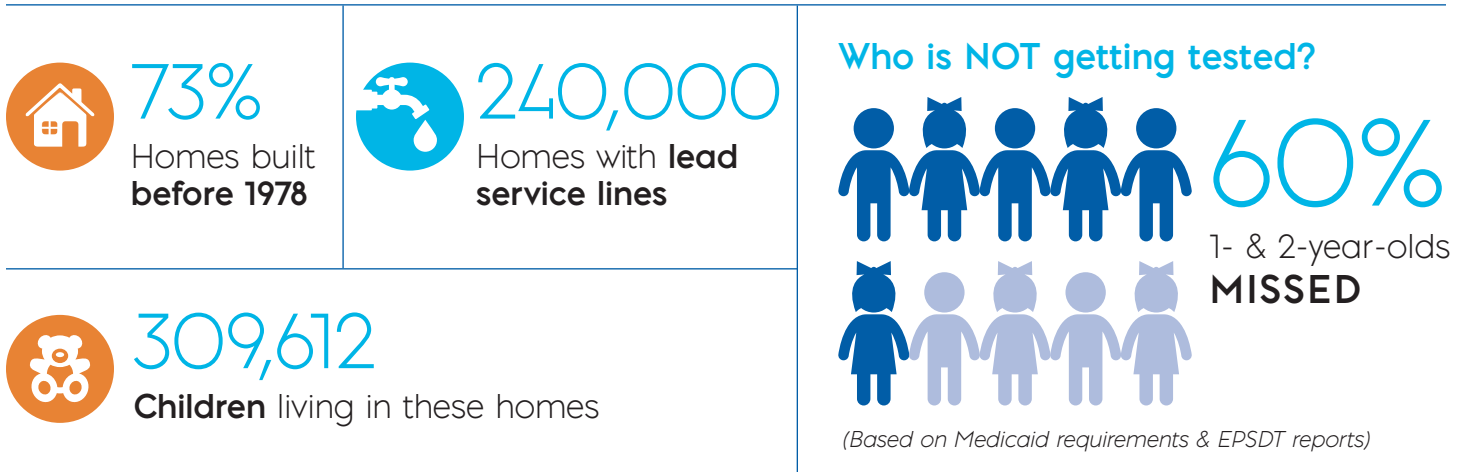 73%
Homes built
before 1978
240,000
Homes with lead
service lines
309,612
Children living in these homes
Who is NOT getting tested?
60%
1- & 2-year-olds
MISSED
(Based on Medicaid requirements & EPSDT reports)